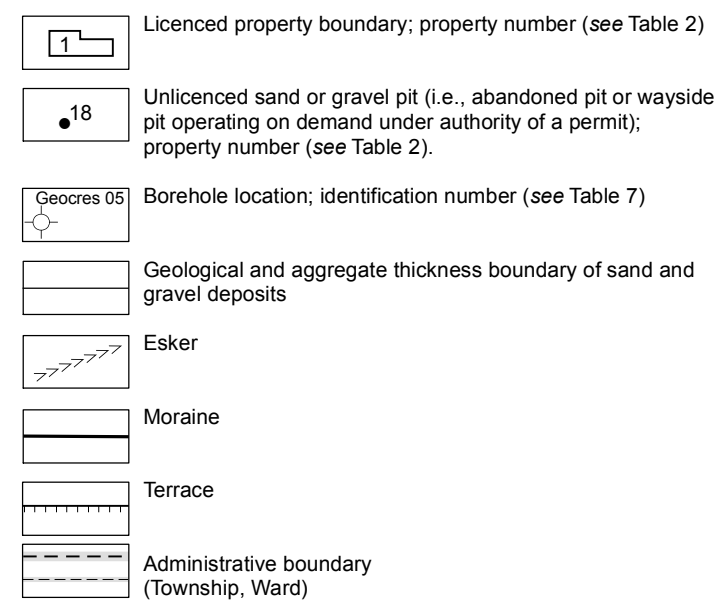 1
Licenced property boundary; property number (see Table 2)
18
Unlicenced sand or gravel pit (i.e., abandoned pit or wayside
pit operating on demand under authority of a permit);
property number (see Table 2).
Geocres 05
Borehole location; identification number (see Table 7)
Geological and aggregate thickness boundary of sand and
gravel deposits
Esker
Moraine
Terrace
Administrative boundary
(Township, Ward)